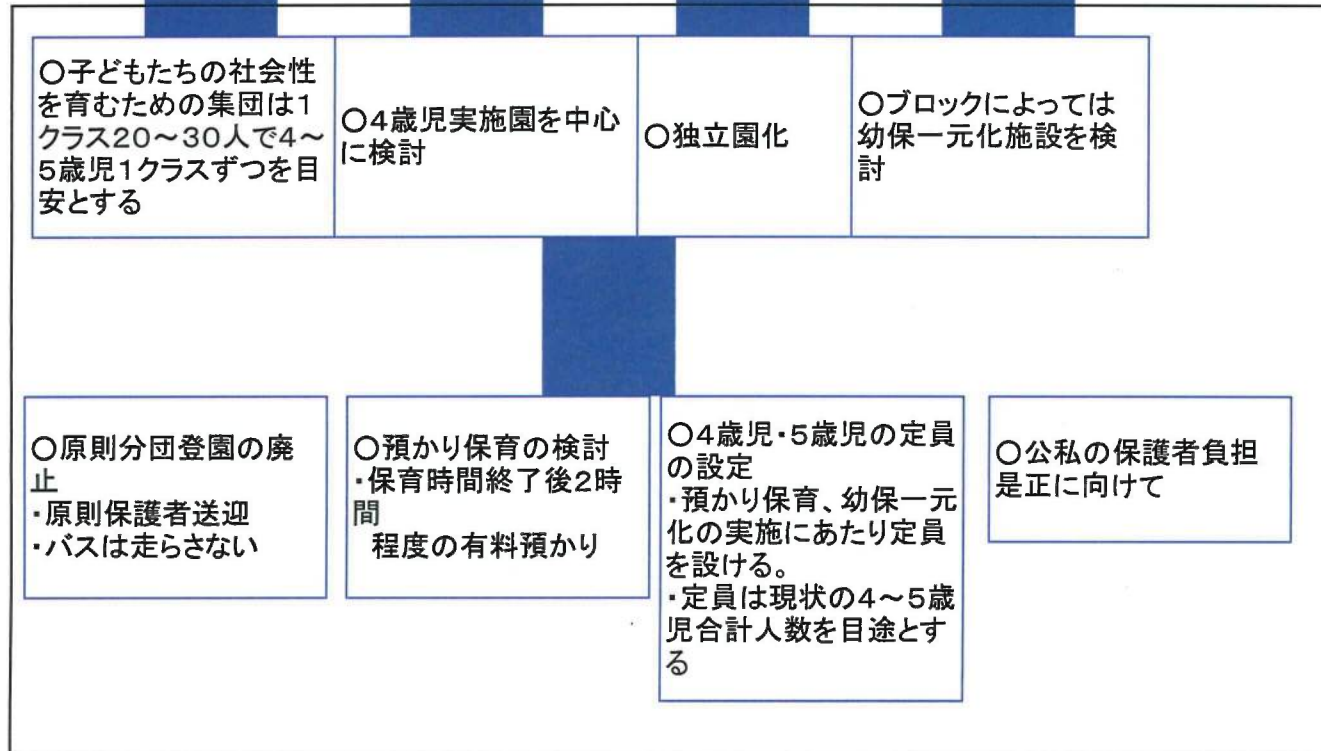 ○子どもたちの社会性
を育むための集団は1
クラス20～30人で4～
5歳児1クラスずつを目
安とする
○4歳児実施園を中心
に検討
○独立園化
○ブロックによっては
幼保一元化施設を検
討
○原則分団登園の廃
止
・原則保護者送迎
・バスは走らさない
○預かり保育の検討
・保育時間終了後2時
間
程度の有料預かり
○4歳児・5歳児の定員
の設定
・預かり保育、幼保一元
化の実施にあたり定員
を設ける。
・定員は現状の4～5歳
児合計人数を目途とす
る
○公私の保護者負担
是正に向けて